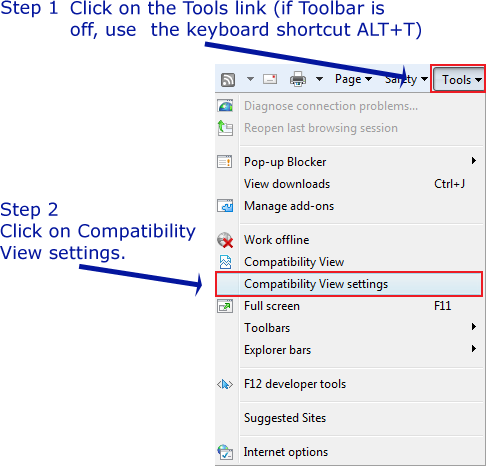 Step 1 Click on the Tools link (if Toolbar is
off, use the keyboard shortcut ALT+T)
Page Safety Tools
Diagnose connection problems...
Reopen last browsing session
Pop-up Blocker
View downloads Ctrl+J
Manage add-ons
Step 2
Click on Compatibility
View settings.
Work offline
Compatibility View
Compatibility View settings
Full screen F11
Toolbars
Explorer bars
F12 developer tools
Suggested Sites
Internet options